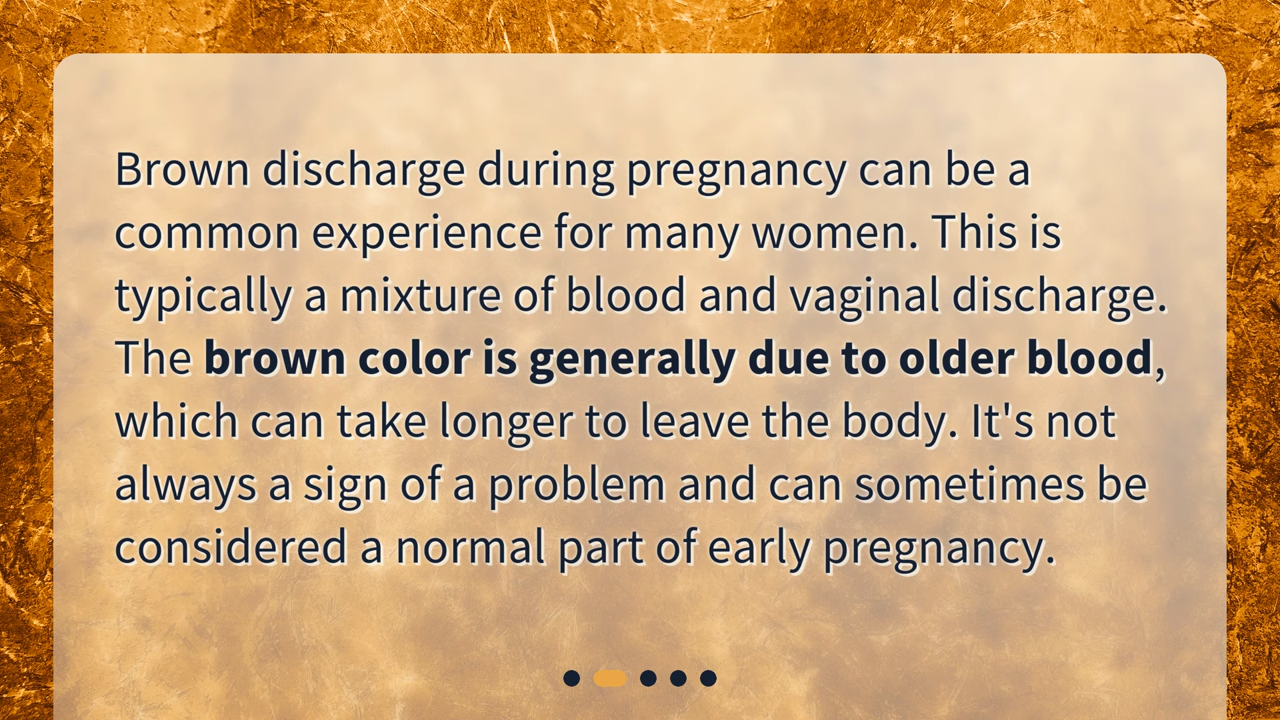 Brown discharge during pregnancy can be a
common experience for many women. This is
typically a mixture of blood and vaginal discharge.
The brown color is generally due to older blood,
which can take longer to leave the body. It's not
always a sign of a problem and can sometimes be
considered a normal part of early pregnancy.